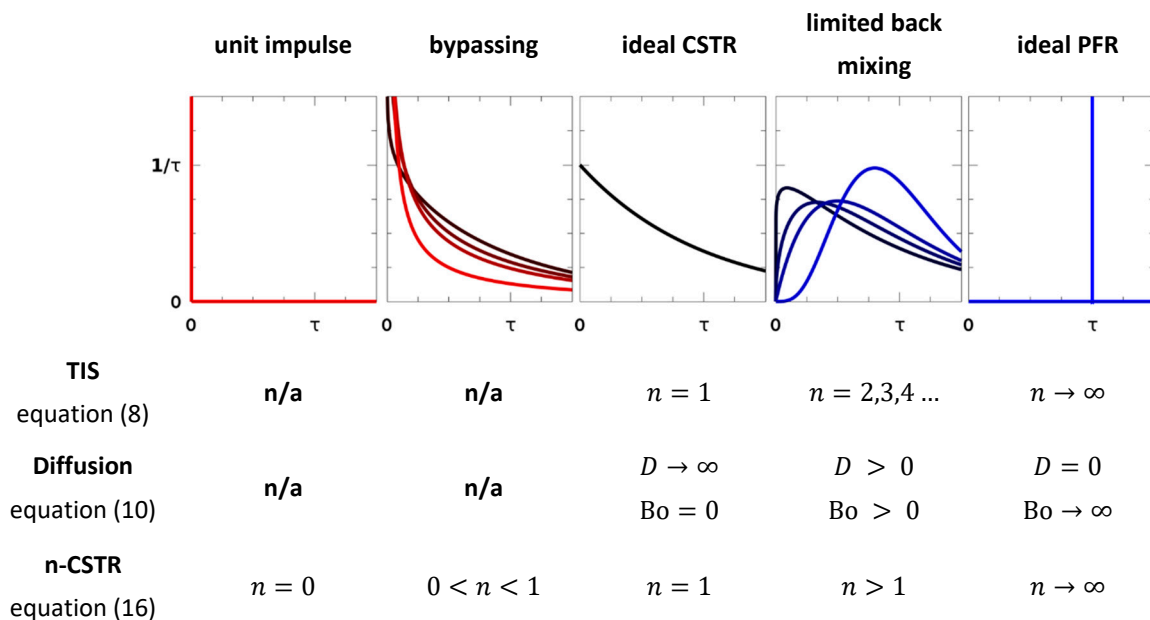 unit impulse bypassing ideal CSTR limited back mixing ideal PFR
1/τ
0
0 τ 0 τ 0 τ 0 τ 0 τ
TIS
equation (8)
n/a n/a n = 1 n = 2,3,4 … n → ∞
Diffusion
equation (10)
n/a n/a D → ∞ D > 0 D = 0
Bo = 0 Bo > 0 Bo → ∞
n-CSTR
equation (16)
n = 0 0 < n < 1 n = 1 n > 1 n → ∞